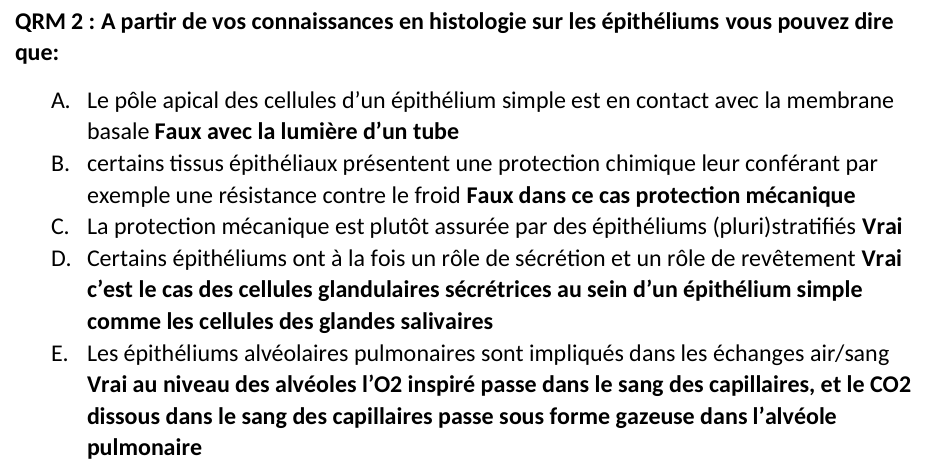 QRM 2 : A partir de vos connaissances en histologie sur les épithéliums vous pouvez dire
que:
A. Le pôle apical des cellules d’un épithélium simple est en contact avec la membrane
basale Faux avec la lumière d’un tube
B. certains tissus épithéliaux présentent une protection chimique leur conférant par
exemple une résistance contre le froid Faux dans ce cas protection mécanique
C. La protection mécanique est plutôt assurée par des épithéliums (pluri)stratifiés Vrai
D. Certains épithéliums ont à la fois un rôle de sécrétion et un rôle de revêtement Vrai
c’est le cas des cellules glandulaires sécrétrices au sein d’un épithélium simple
comme les cellules des glandes salivaires
E. Les épithéliums alvéolaires pulmonaires sont impliqués dans les échanges air/sang
Vrai au niveau des alvéoles l’O2 inspiré passe dans le sang des capillaires, et le CO2
dissous dans le sang des capillaires passe sous forme gazeuse dans l’alvéole
pulmonaire